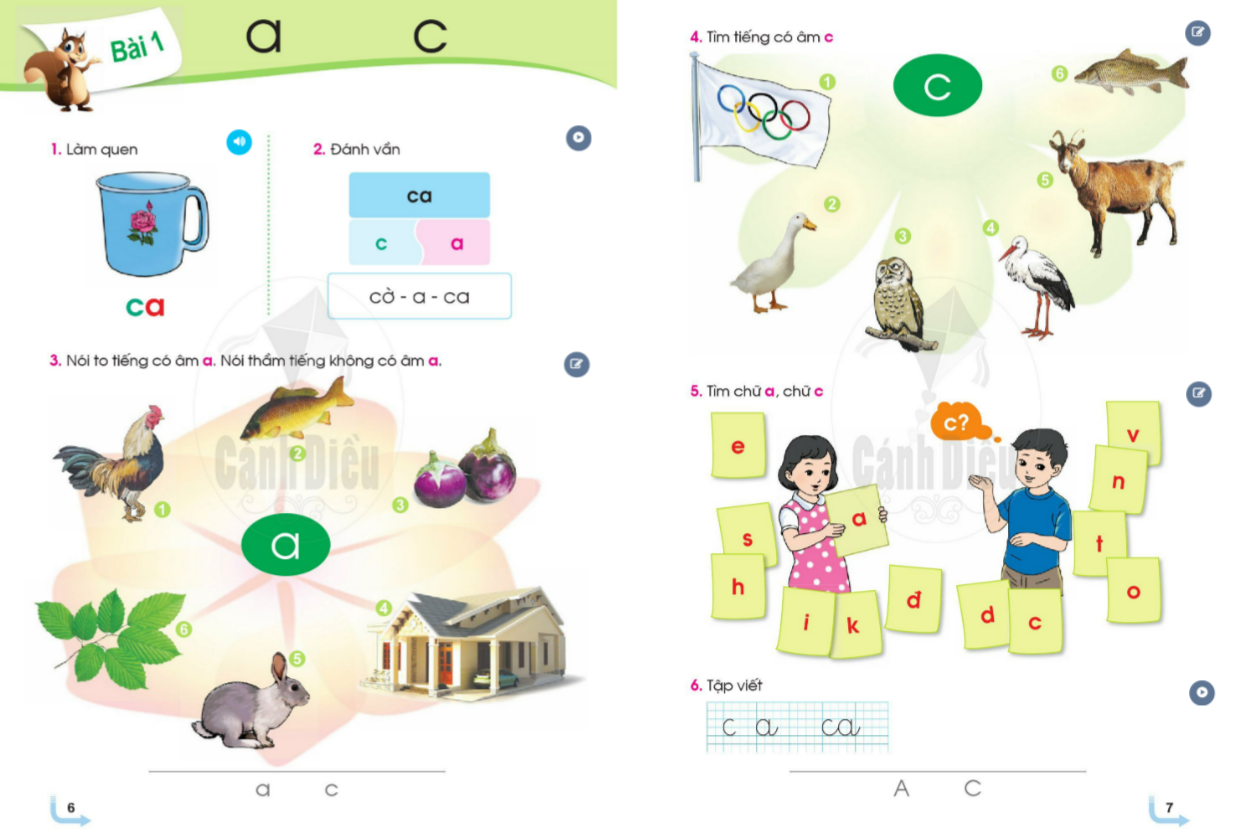 Bài 1
a c
1. Làm quen
ca
2. Đánh vần
ca
c a
cờ - a - ca
3. Nói to tiếng có âm a. Nói thầm tiếng không có âm a.
1
2
3
a
4
5
6
Cánh Diều
a c
6
4. Tìm tiếng có âm c
c
1
2
3
4
5
6
5. Tìm chữ a, chữ c
c?
e
s
h
a
i
k
đ
d
c
v
n
t
o
Cánh Diều
6. Tập viết
c a ca
A C
7